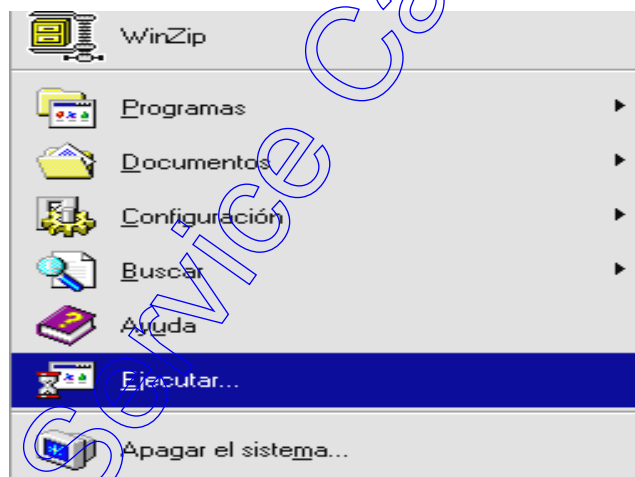 WinZip
Programas
Documentos
Configuración
Buscar
Ayuda
Ejecutar...
Apagar el sistema...
Service Ca